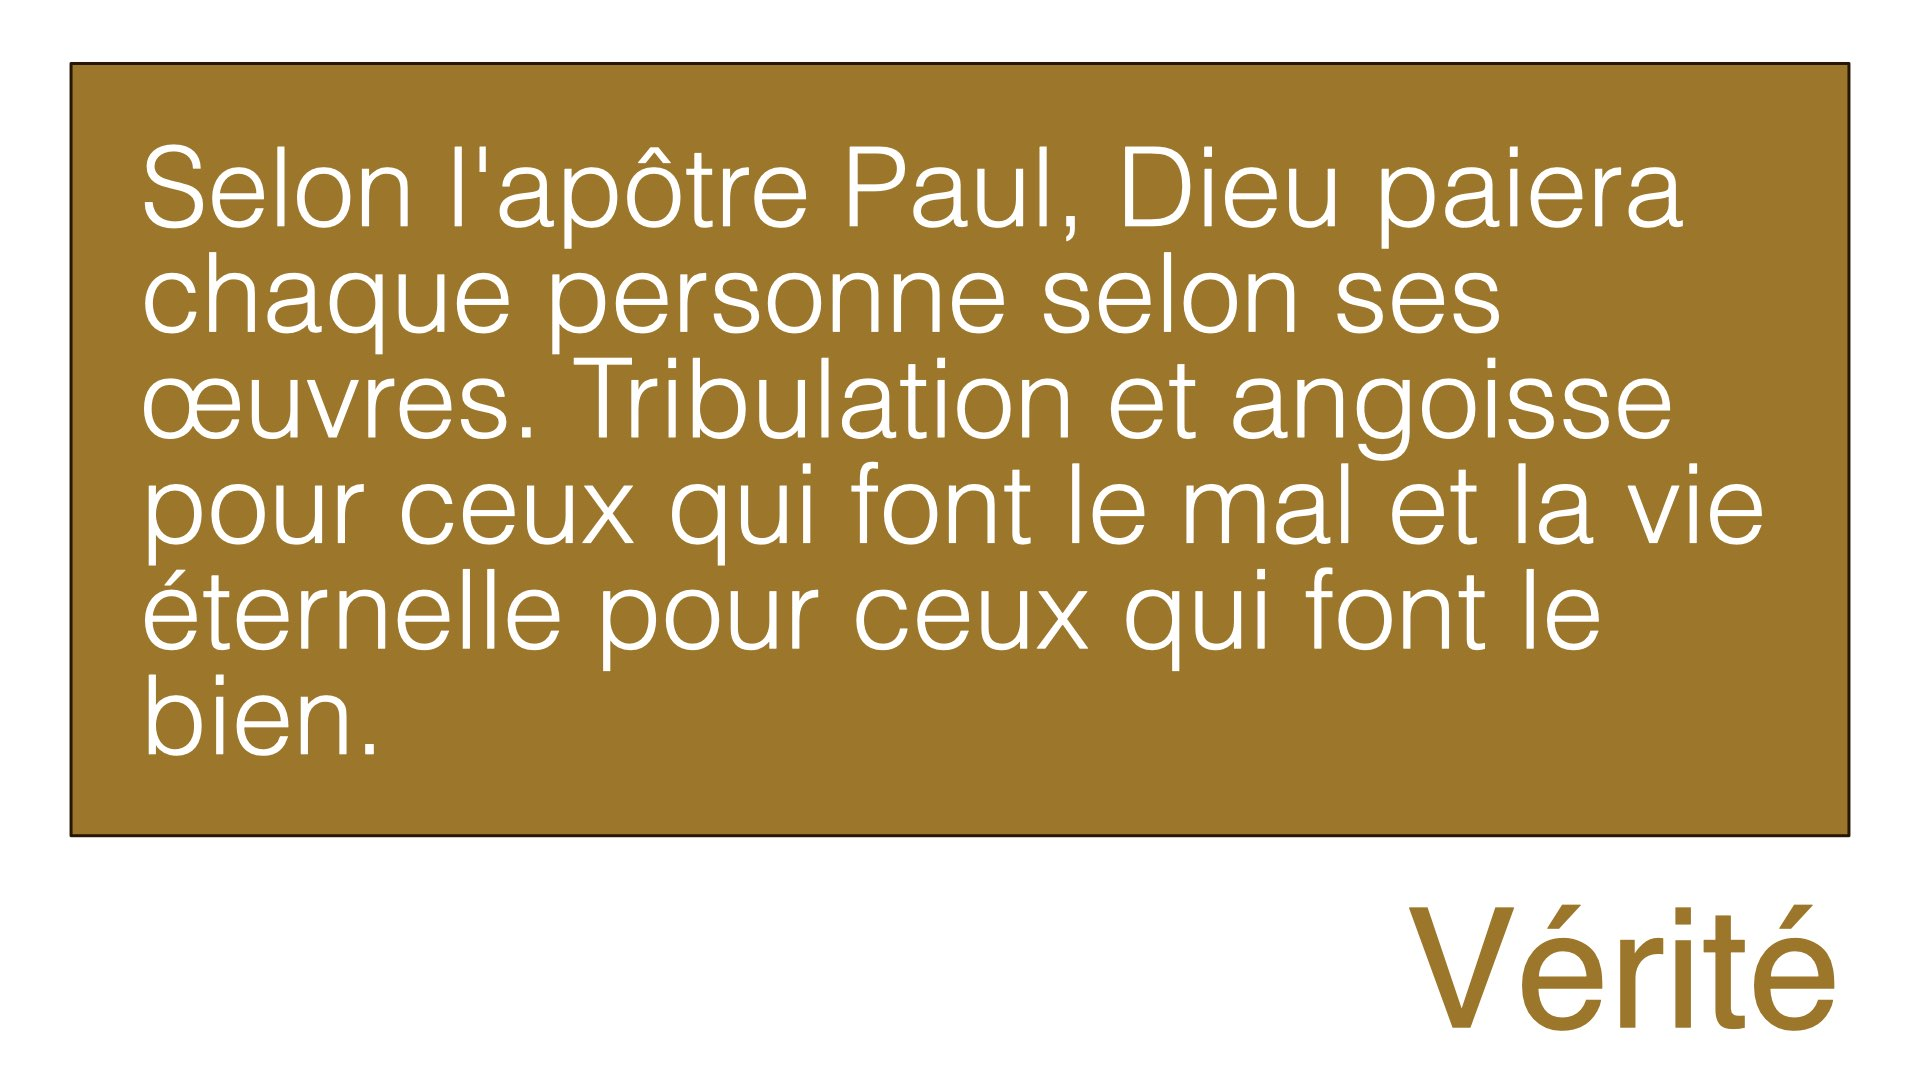 Selon l'apôtre Paul, Dieu paiera
chaque personne selon ses
œuvres. Tribulation et angoisse
pour ceux qui font le mal et la vie
éternelle pour ceux qui font le
bien.
Vérité